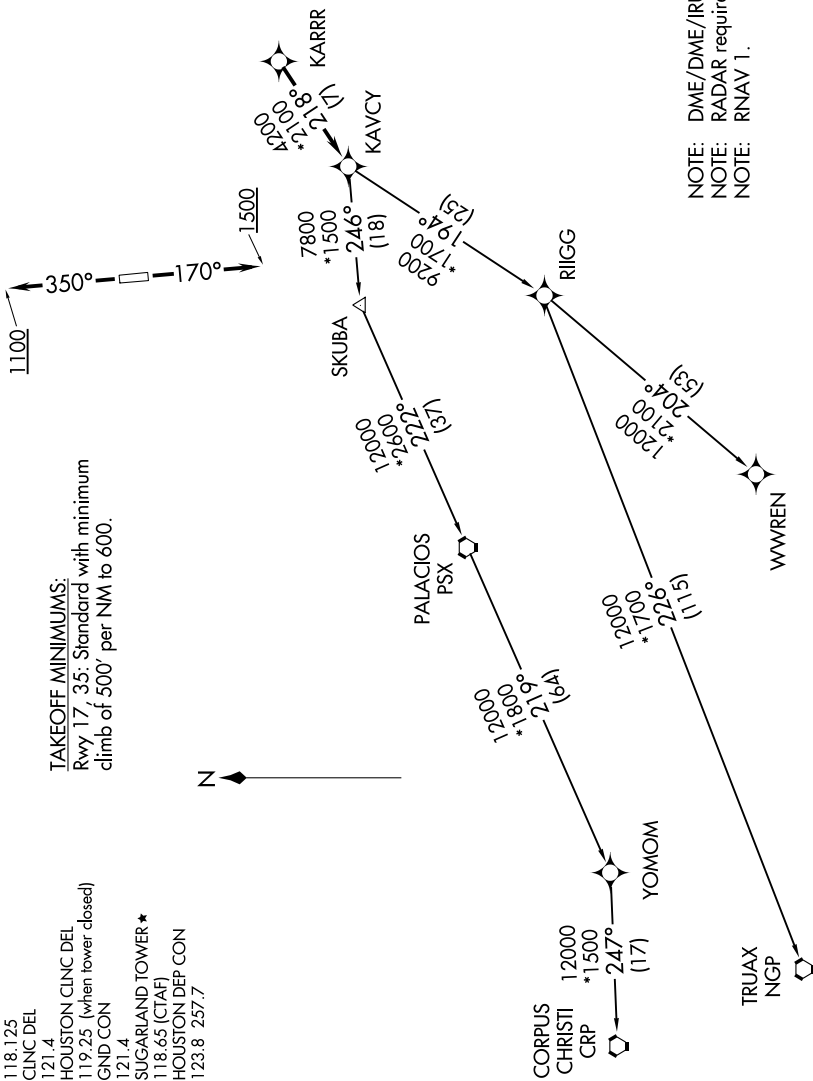 118.125
CLNC DEL
121.4
HOUSTON CLNC DEL
119.25 (when tower closed)
GND CON
121.4
SUGARLAND TOWER ★
118.65 (CTAF)
HOUSTON DEP CON
123.8 257.7
TAKEOFF MINIMUMS:
Rwy 17, 35: Standard with minimum
climb of 500' per NM to 600.
N
1100
350°
170°
1500
KARRR
4200
*2100
218°
(7)
KAVCY
7800
*1500
246°
(18)
9200
*1700
194°
(25)
SKUBA
RIIGG
12000
*2600
222°
(37)
12000
*2100
204°
(53)
WWREN
PALACIOS
PSX
12000
*1700
226°
(115)
12000
*1800
219°
(64)
YOMOM
12000
*1500
247°
(17)
CORPUS
CHRISTI
CRP
TRUAX
NGP
NOTE: DME/DME/IRU
NOTE: RADAR require
NOTE: RNAV 1.